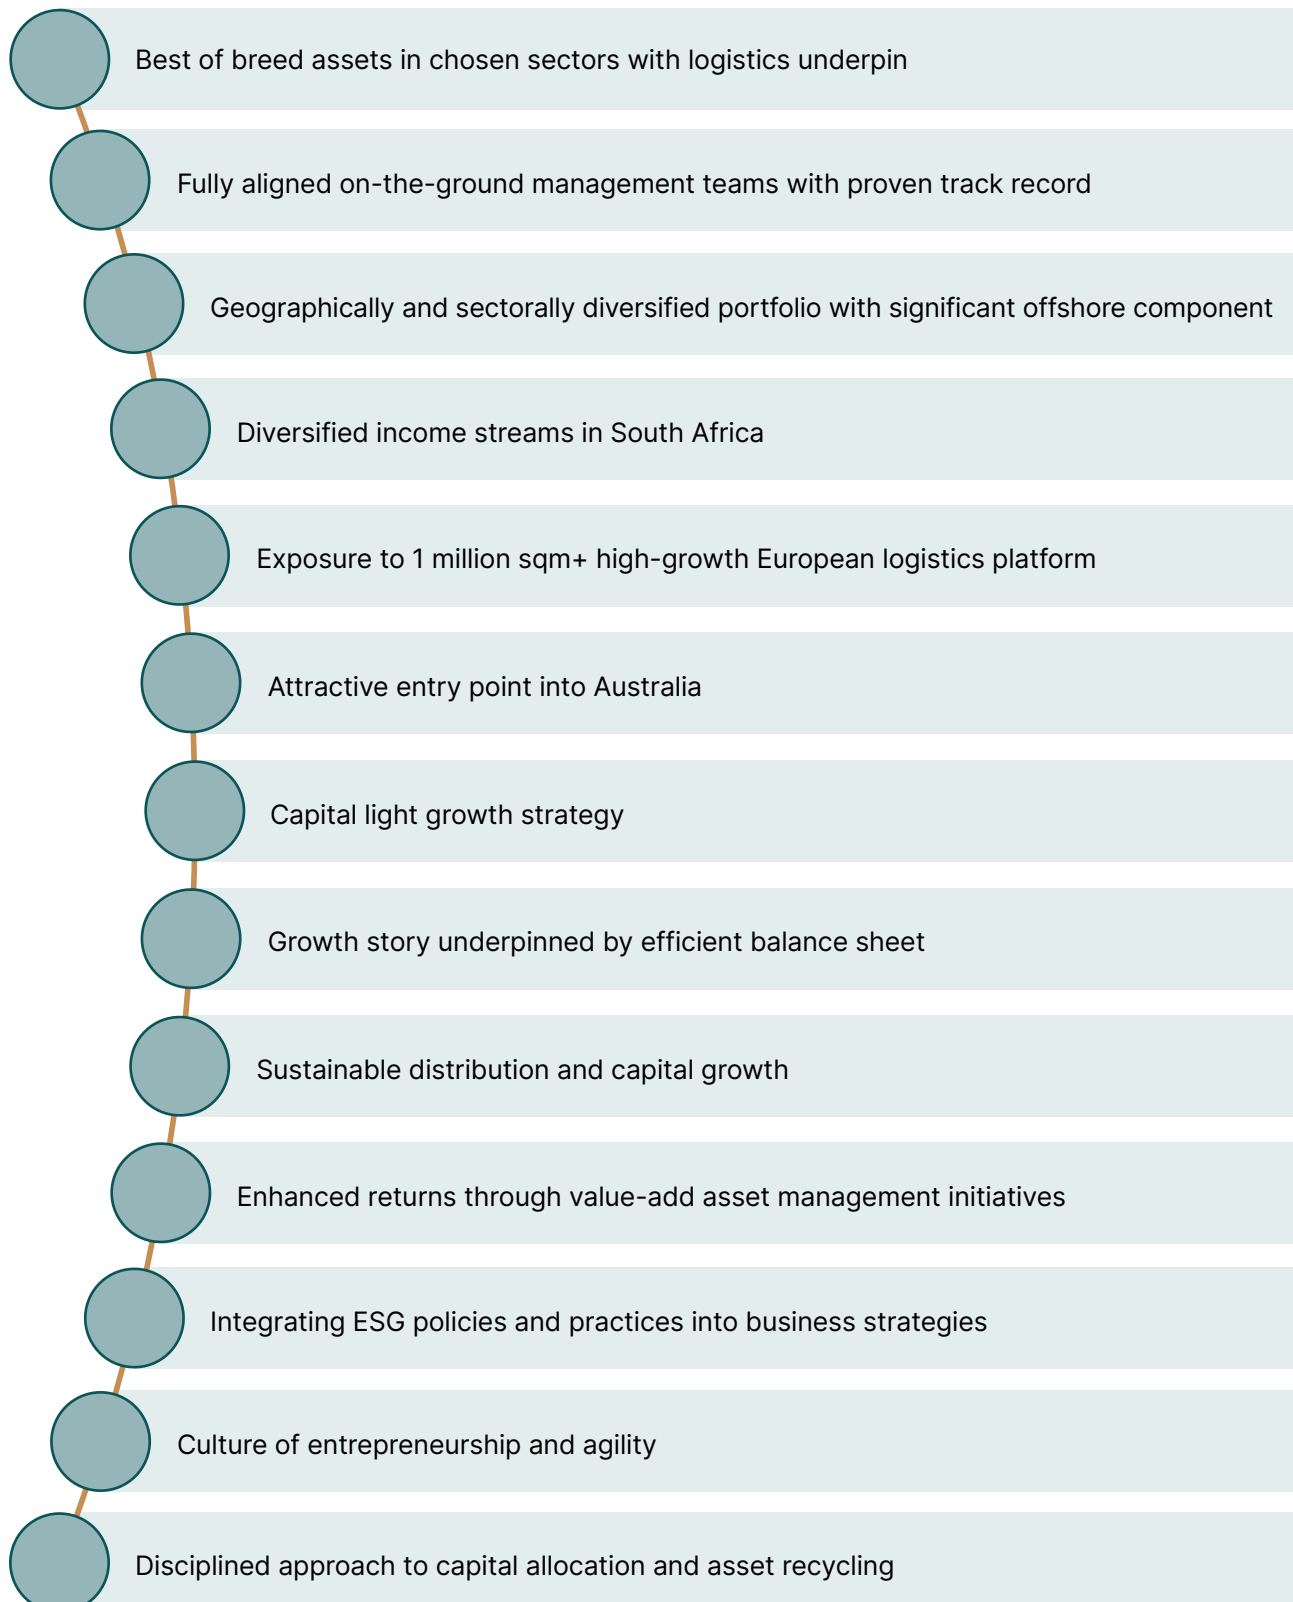 Best of breed assets in chosen sectors with logistics underpin
Fully aligned on-the-ground management teams with proven track record
Geographically and sectorally diversified portfolio with significant offshore component
Diversified income streams in South Africa
Exposure to 1 million sqm+ high-growth European logistics platform
Attractive entry point into Australia
Capital light growth strategy
Growth story underpinned by efficient balance sheet
Sustainable distribution and capital growth
Enhanced returns through value-add asset management initiatives
Integrating ESG policies and practices into business strategies
Culture of entrepreneurship and agility
Disciplined approach to capital allocation and asset recycling